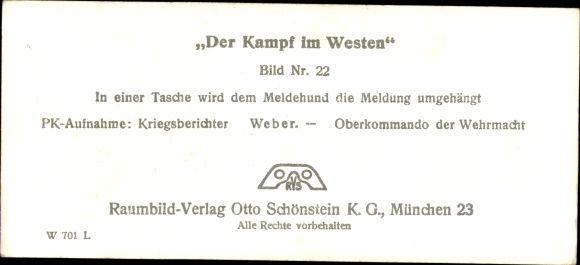 „Der Kampf im Westen“
Bild Nr. 22
In einer Tasche wird dem Meldehund die Meldung umgehängt
PK-Aufnahme: Kriegsberichter Weber. — Oberkommando der Wehrmacht
RVS
Raumbild-Verlag Otto Schönstein K. G., München 23
Alle Rechte vorbehalten
W 701 L